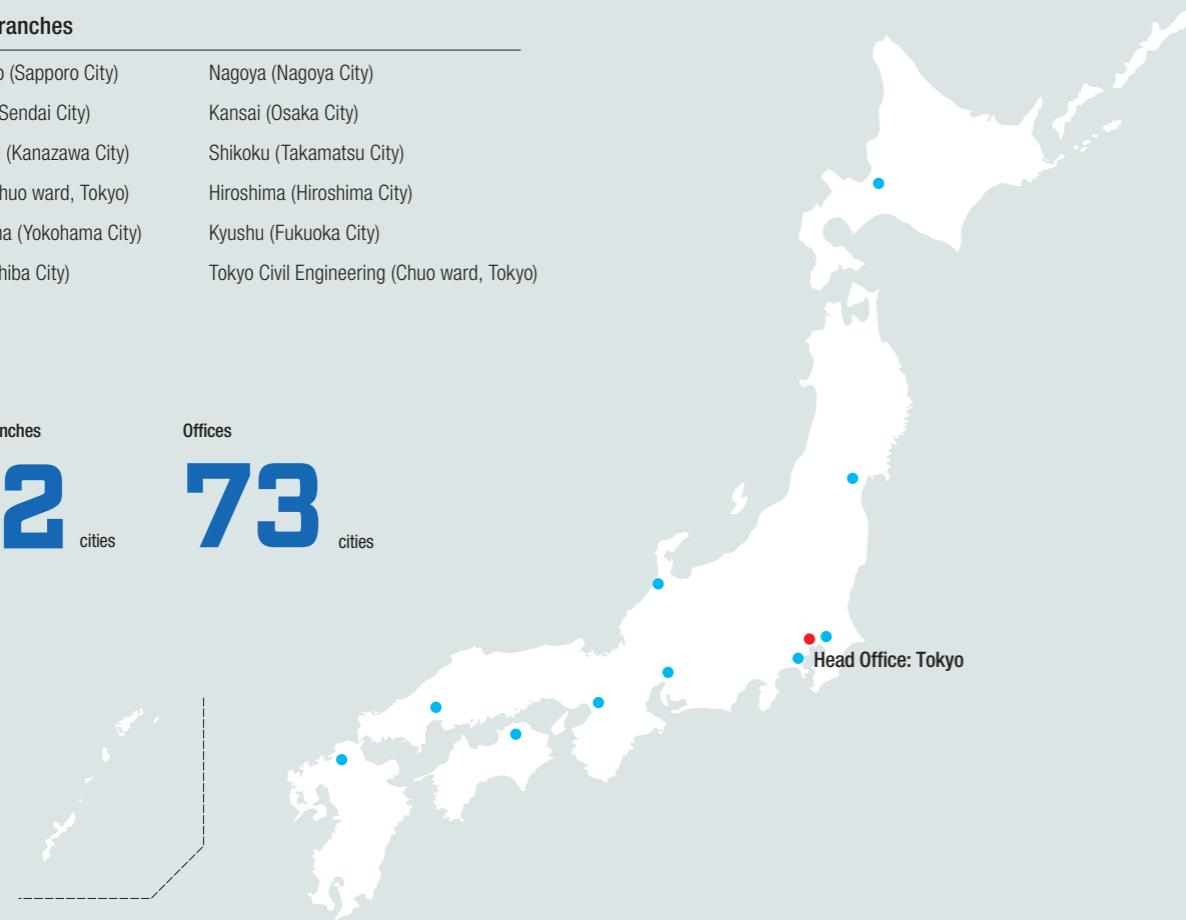 ranches
o (Sapporo City)
Sendai City)
(Kanazawa City)
huo ward, Tokyo)
na (Yokohama City)
hiba City)
Nagoya (Nagoya City)
Kansai (Osaka City)
Shikoku (Takamatsu City)
Hiroshima (Hiroshima City)
Kyushu (Fukuoka City)
Tokyo Civil Engineering (Chuo ward, Tokyo)
nches
2 cities
Offices
73 cities
Head Office: Tokyo